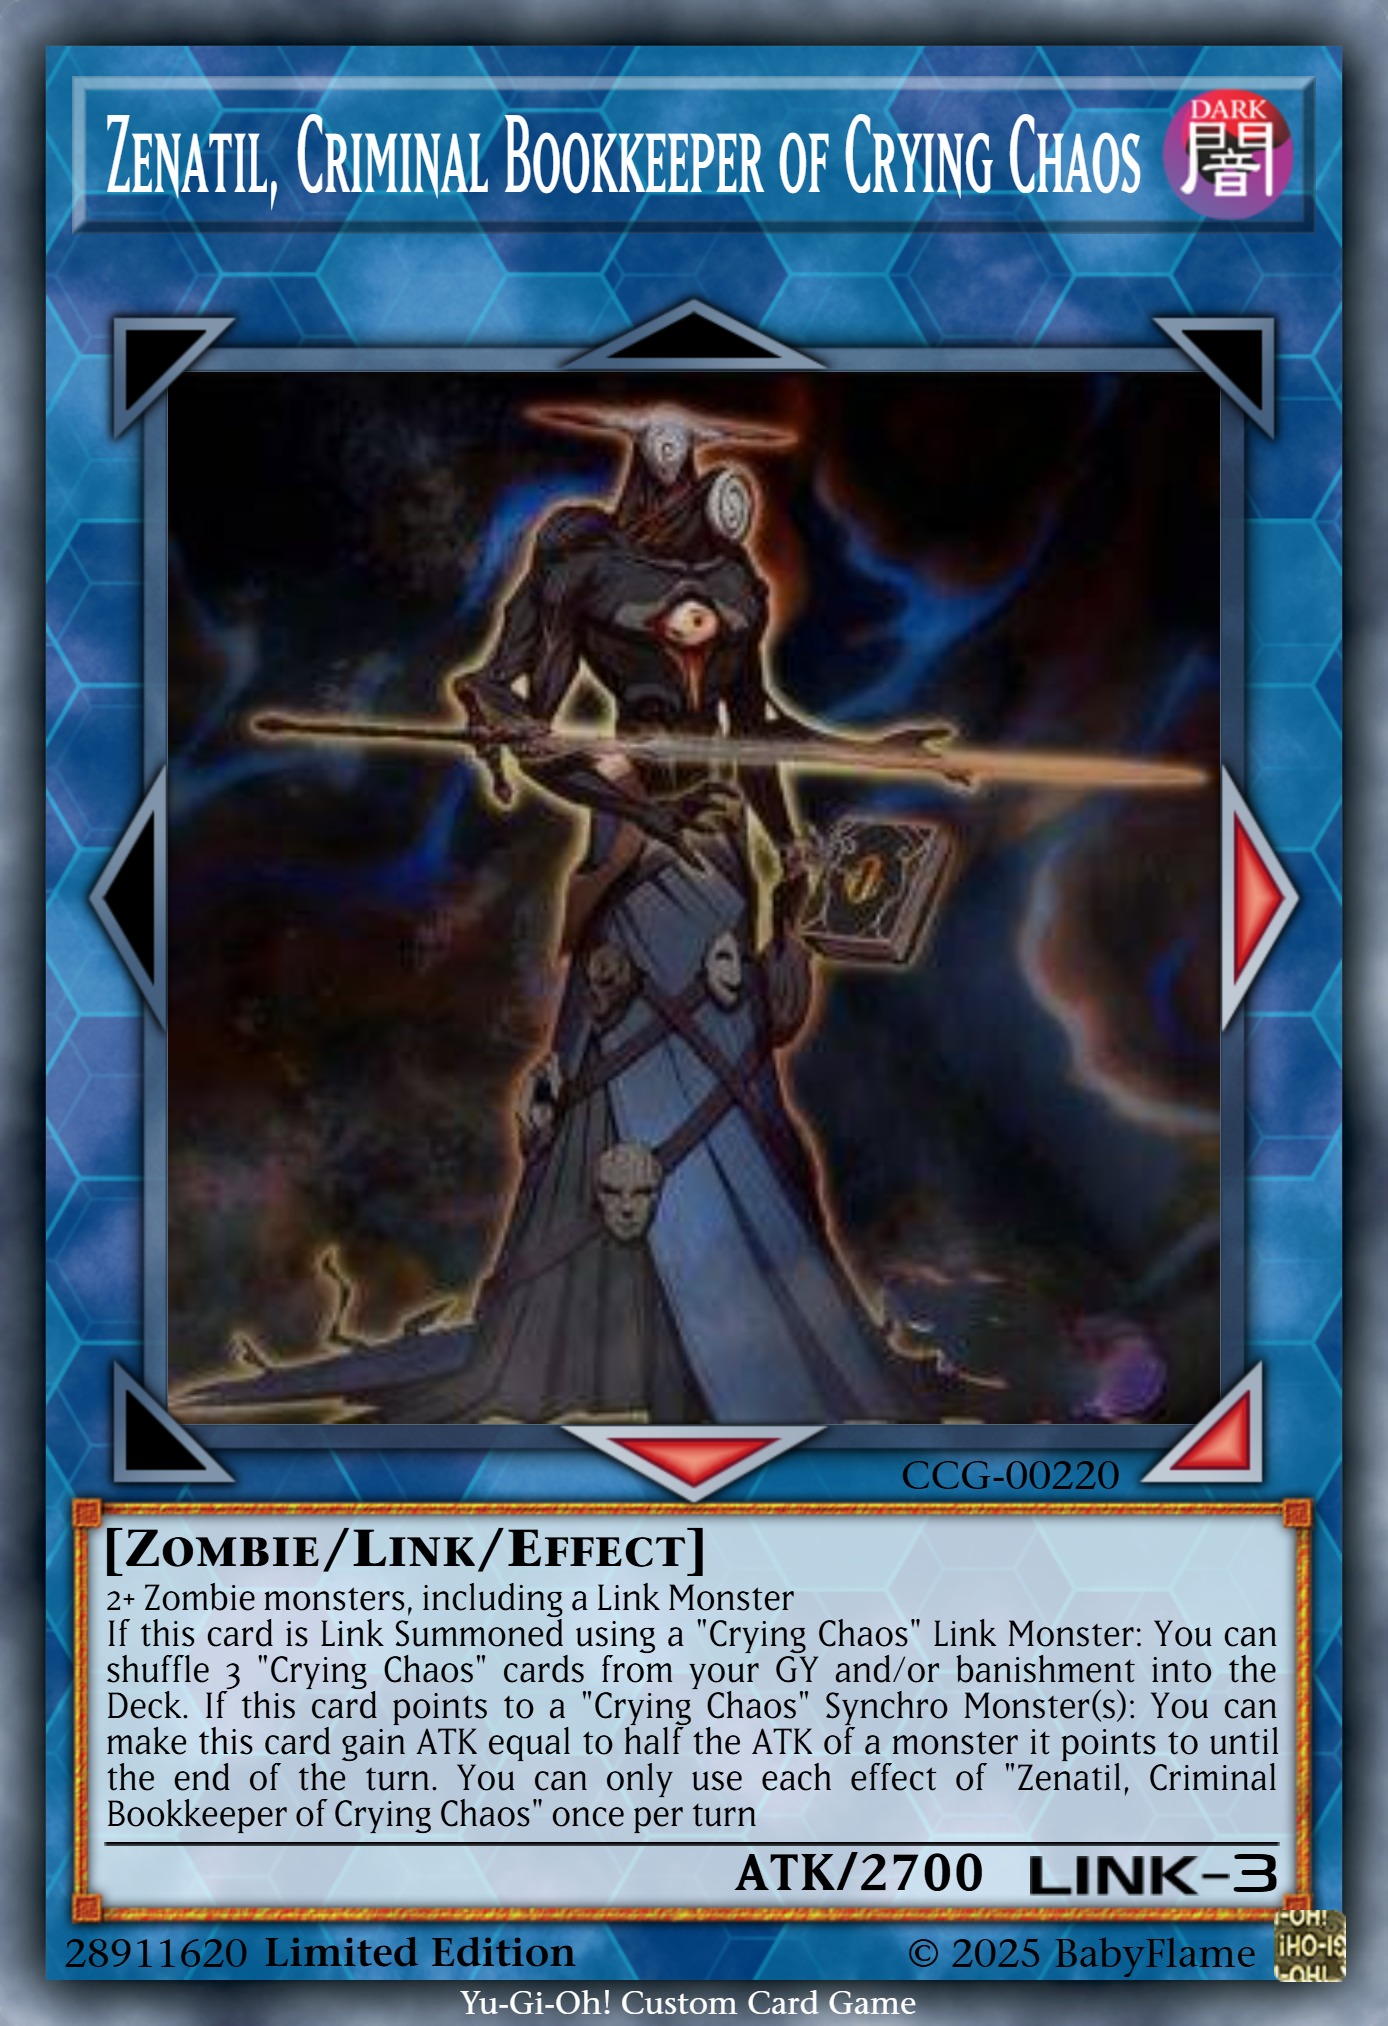 Zenatil, Criminal Bookkeeper of Crying Chaos
DARK
闇
CCG-00220
[Zombie/Link/Effect]
2+ Zombie monsters, including a Link Monster
If this card is Link Summoned using a "Crying Chaos" Link Monster: You can
shuffle 3 "Crying Chaos" cards from your GY and/or banishment into the
Deck. If this card points to a "Crying Chaos" Synchro Monster(s): You can
make this card gain ATK equal to half the ATK of a monster it points to until
the end of the turn. You can only use each effect of "Zenatil, Criminal
Bookkeeper of Crying Chaos" once per turn
ATK/2700 LINK-3
28911620 Limited Edition © 2025 BabyFlame
Yu-Gi-Oh! Custom Card Game